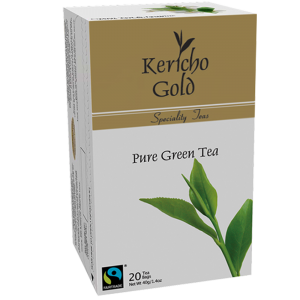 Kericho
Gold
Speciality Teas
Pure Green Tea
20 Tea
Bags
Net Wt 40g/1.4oz
FAIRTRADE